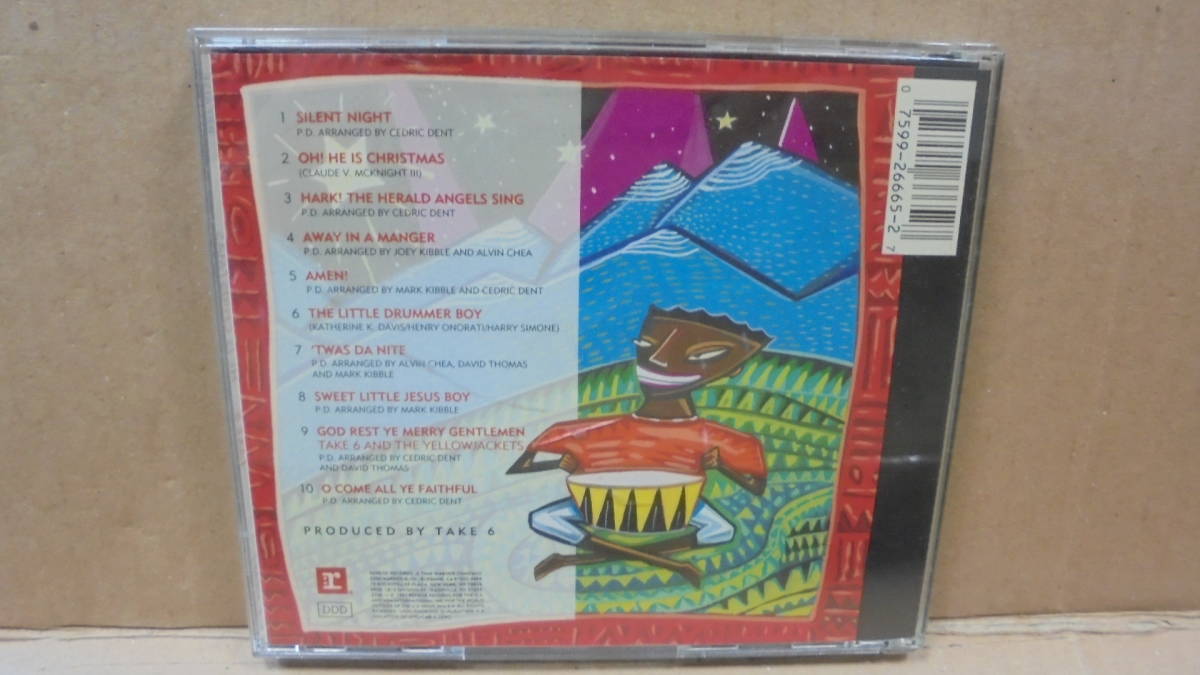 1 SILENT NIGHT
P.D. ARRANGED BY CEDRIC DENT
2 OH! HE IS CHRISTMAS
(CLAUDE V. MCKNIGHT III)
3 HARK! THE HERALD ANGELS SING
P.D. ARRANGED BY CEDRIC DENT
4 AWAY IN A MANGER
P.D. ARRANGED BY JOEY KIBBLE AND ALVIN CHEA
5 AMEN!
P.D. ARRANGED BY MARK KIBBLE AND CEDRIC DENT
6 THE LITTLE DRUMMER BOY
(KATHERINE K. DAVIS/HENRY ONORATI/HARRY SIMONE)
7 'TWAS DA NITE
P.D. ARRANGED BY ALVIN CHEA, DAVID THOMAS
AND MARK KIBBLE
8 SWEET LITTLE JESUS BOY
P.D. ARRANGED BY MARK KIBBLE
9 GOD REST YE MERRY GENTLEMEN
TAKE 6 AND THE YELLOWJACKETS
P.D. ARRANGED BY CEDRIC DENT
AND DAVID THOMAS
10 O COME ALL YE FAITHFUL
P.D. ARRANGED BY CEDRIC DENT
PRODUCED BY TAKE 6
r
DDD
0 7599-26665-2 7